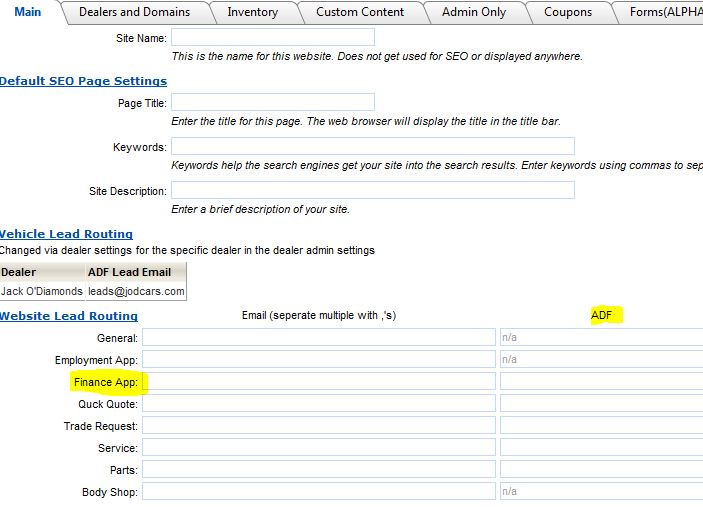 Main Dealers and Domains Inventory Custom Content Admin Only Coupons Forms(ALPHA
Site Name:
This is the name for this website. Does not get used for SEO or displayed anywhere.
Default SEO Page Settings
Page Title:
Enter the title for this page. The web browser will display the title in the title bar.
Keywords:
Keywords help the search engines get your site into the search results. Enter keywords using commas to sep
Site Description:
Enter a brief description of your site.
Vehicle Lead Routing
Changed via dealer settings for the specific dealer in the dealer admin settings
Dealer ADF Lead Email
Jack O'Diamonds leads@jodcars.com
Website Lead Routing Email (seperate multiple with ,'s) ADF
General: n/a
Employment App: n/a
Finance App:
Quck Quote:
Trade Request:
Service:
Parts:
Body Shop: n/a